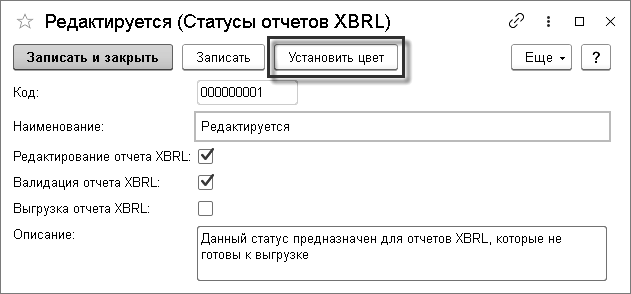 Редактируется (Статусы отчетов XBRL)
Записать и закрыть Записать Установить цвет Еще ?
Код: 000000001
Наименование: Редактируется
Редактирование отчета XBRL:
Валидация отчета XBRL:
Выгрузка отчета XBRL:
Описание: Данный статус предназначен для отчетов XBRL, которые не
готовы к выгрузке